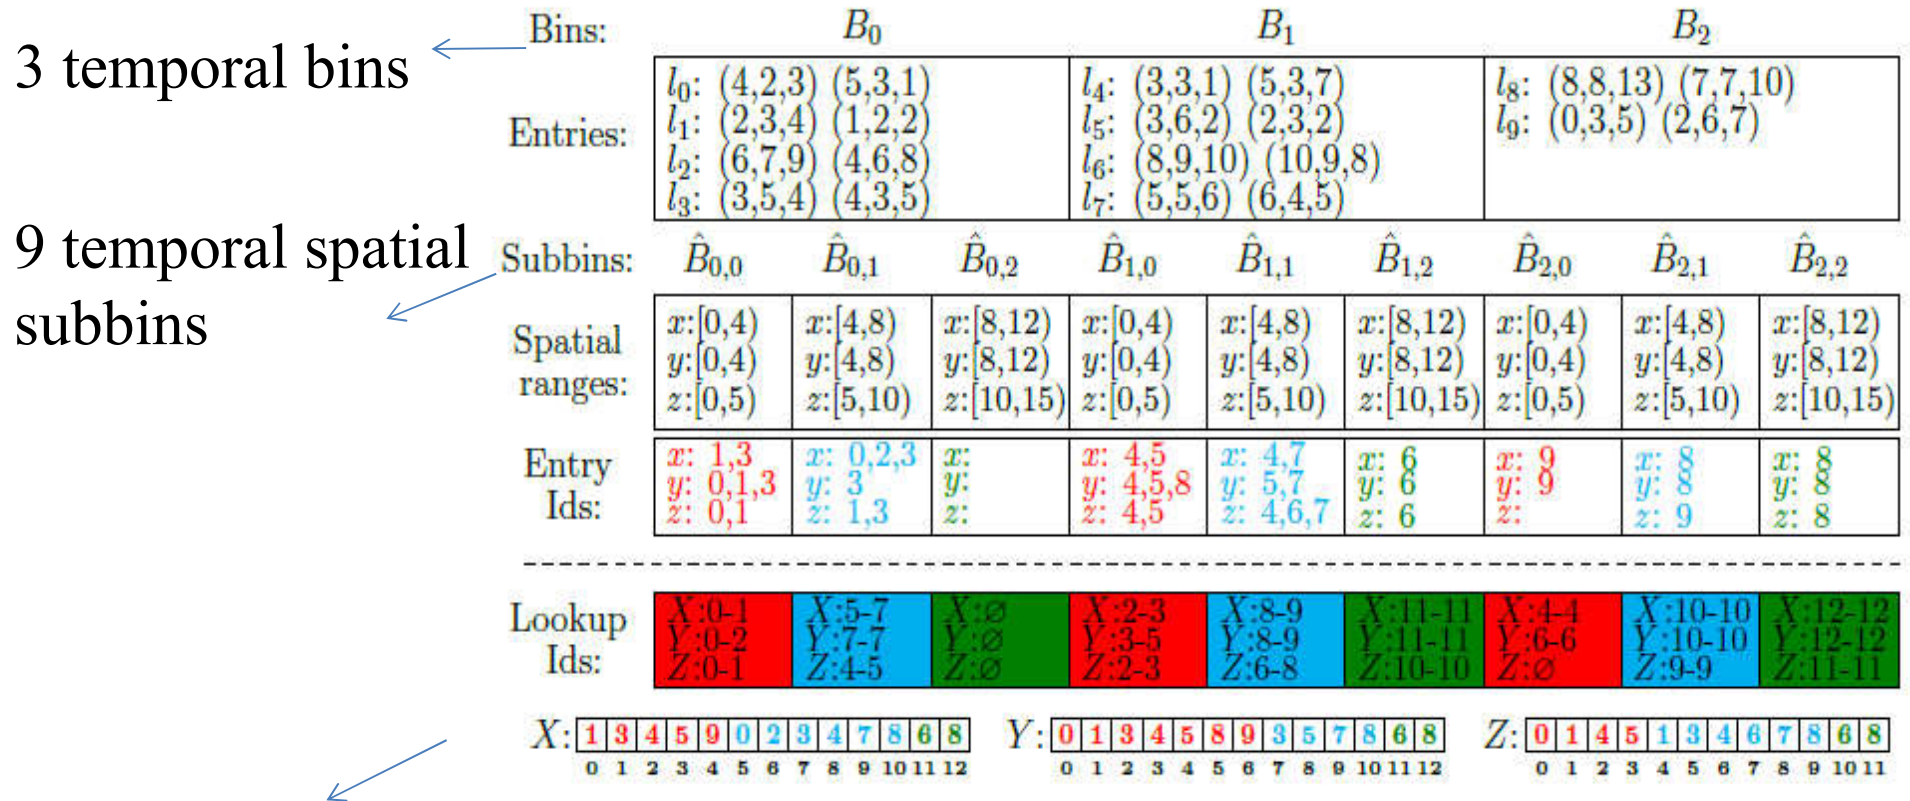 3 temporal bins
9 temporal spatial
subbins
Bins: B0 B1 B2
Entries:
l0: (4,2,3) (5,3,1)
l1: (2,3,4) (1,2,2)
l2: (6,7,9) (4,6,8)
l3: (3,5,4) (4,3,5)
l4: (3,3,1) (5,3,7)
l5: (3,6,2) (2,3,2)
l6: (8,9,10) (10,9,8)
l7: (5,5,6) (6,4,5)
l8: (8,8,13) (7,7,10)
l9: (0,3,5) (2,6,7)
Subbins: B̂0,0 B̂0,1 B̂0,2 B̂1,0 B̂1,1 B̂1,2 B̂2,0 B̂2,1 B̂2,2
Spatial
ranges:
x:[0,4) x:[4,8) x:[8,12) x:[0,4) x:[4,8) x:[8,12) x:[0,4) x:[4,8) x:[8,12)
y:[0,4) y:[4,8) y:[8,12) y:[0,4) y:[4,8) y:[8,12) y:[0,4) y:[4,8) y:[8,12)
z:[0,5) z:[5,10) z:[10,15) z:[0,5) z:[5,10) z:[10,15) z:[0,5) z:[5,10) z:[10,15)
Entry
Ids:
x: 1,3 x: 0,2,3 x: x: 4,5 x: 4,7 x: 6 x: 9 x: 8 x: 8
y: 0,1,3 y: 3 y: y: 4,5,8 y: 5,7 y: 6 y: 9 y: 8 y: 8
z: 0,1 z: 1,3 z: z: 4,5 z: 4,6,7 z: 6 z: z: 9 z: 8
Lookup
Ids:
X:0-1 X:5-7 X:∅ X:2-3 X:8-9 X:11-11 X:4-4 X:10-10 X:12-12
Y:0-2 Y:7-7 Y:∅ Y:3-5 Y:8-9 Y:11-11 Y:6-6 Y:10-10 Y:12-12
Z:0-1 Z:4-5 Z:∅ Z:2-3 Z:6-8 Z:10-10 Z:∅ Z:9-9 Z:11-11
X: 1 3 4 5 9 0 2 3 4 7 8 6 8
0 1 2 3 4 5 6 7 8 9 10 11 12
Y: 0 1 3 4 5 8 9 3 5 7 8 6 8
0 1 2 3 4 5 6 7 8 9 10 11 12
Z: 0 1 4 5 1 3 4 6 7 8 6 8
0 1 2 3 4 5 6 7 8 9 10 11